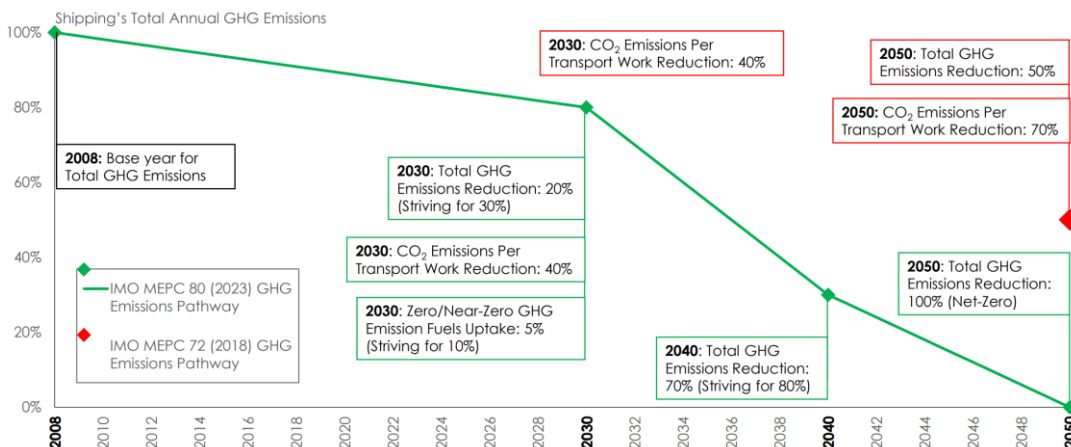 Shipping's Total Annual GHG Emissions
100%
80%
60%
40%
20%
0%
2008: Base year for
Total GHG Emissions
2030: CO₂ Emissions Per
Transport Work Reduction: 40%
2050: Total GHG
Emissions Reduction: 50%
2050: CO₂ Emissions Per
Transport Work Reduction: 70%
2030: Total GHG
Emissions Reduction: 20%
(Striving for 30%)
2030: CO₂ Emissions Per
Transport Work Reduction: 40%
2030: Zero/Near-Zero GHG
Emission Fuels Uptake: 5%
(Striving for 10%)
2040: Total GHG
Emissions Reduction:
70% (Striving for 80%)
2050: Total GHG
Emissions Reduction:
100% (Net-Zero)
IMO MEPC 80 (2023) GHG
Emissions Pathway
IMO MEPC 72 (2018) GHG
Emissions Pathway
2008
2010
2012
2014
2016
2018
2020
2022
2024
2026
2028
2030
2032
2034
2036
2038
2040
2042
2044
2046
2048
2050